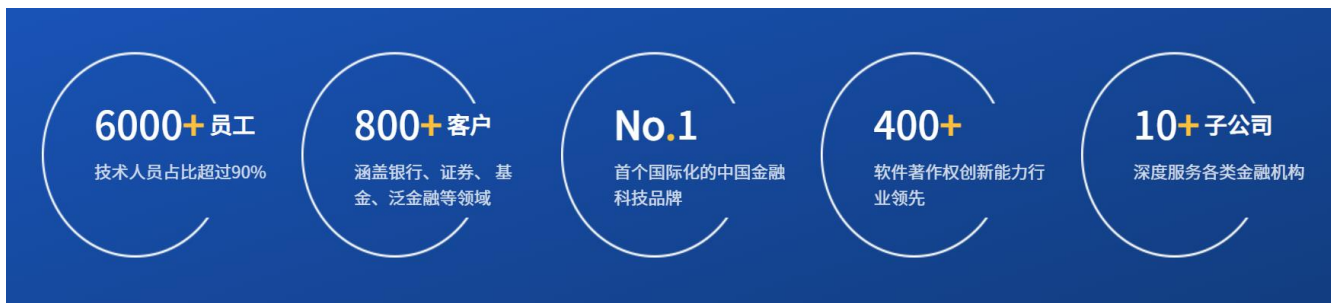 6000+ 员工
技术人员占比超过90%
800+ 客户
涵盖银行、证券、 基
金、泛金融等领域
No.1
首个国际化的中国金融
科技品牌
400+
软件著作权创新能力行
业领先
10+ 子公司
深度服务各类金融机构